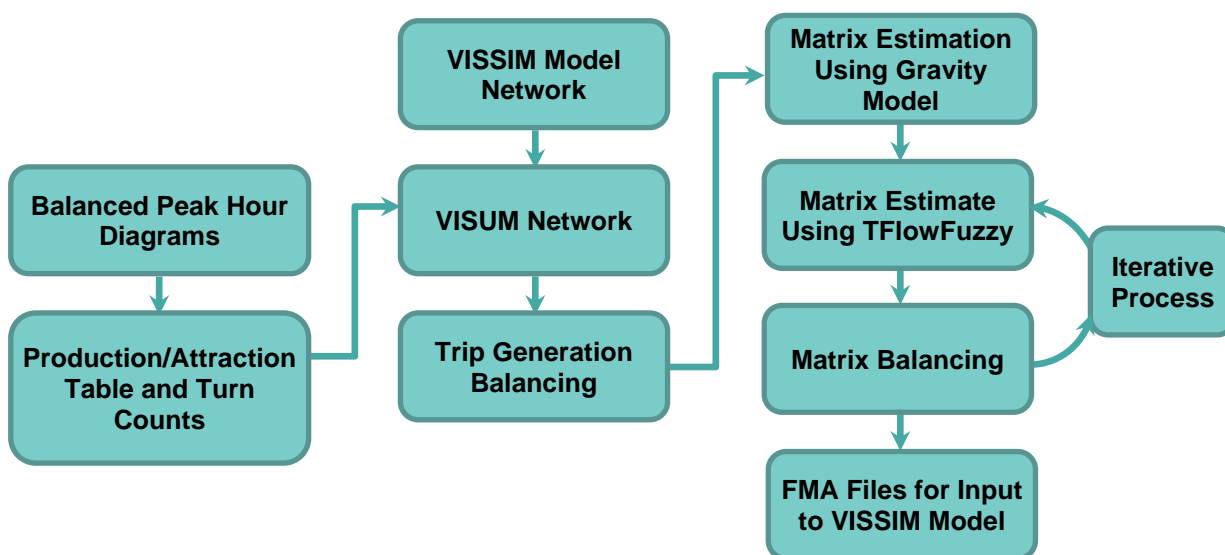 Balanced Peak Hour
Diagrams
Production/Attraction
Table and Turn
Counts
VISSIM Model
Network
VISUM Network
Trip Generation
Balancing
Matrix Estimation
Using Gravity
Model
Matrix Estimate
Using TFlowFuzzy
Iterative
Process
Matrix Balancing
FMA Files for Input
to VISSIM Model